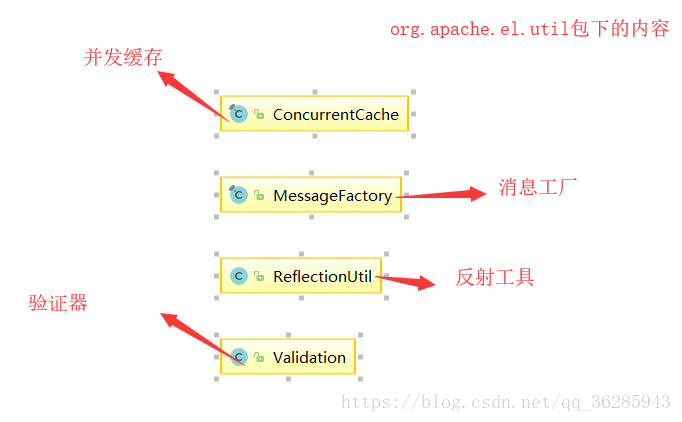 org.apache.el.util包下的内容
并发缓存
ConcurrentCache
MessageFactory
消息工厂
ReflectionUtil
反射工具
验证器
Validation
https://blog.csdn.net/qq_36285943